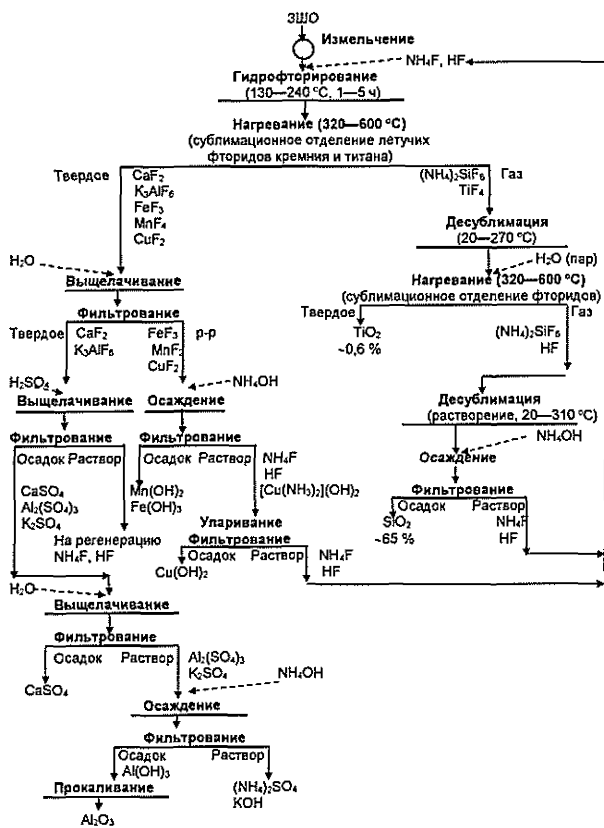 ЗШО
Измельчение
NH₄F, HF
Гидрофторирование
(130—240 °C, 1—5 ч)
Нагревание (320—600 °C)
(сублимационное отделение летучих
фторидов кремния и титана)
Твердое
CaF₂
K₃AlF₆
FeF₃
MnF₄
CuF₂
(NH₄)₂SiF₆
TiF₄
Газ
Десублимация
(20—270 °C)
H₂O (пар)
Нагревание (320—600 °C)
(сублимационное отделение фторидов)
Твердое
Газ
TiO₂
~0,6 %
(NH₄)₂SiF₆
HF
Десублимация
(растворение, 20—310 °C)
NH₄OH
Осаждение
Фильтрование
Осадок Раствор
SiO₂
~65 %
NH₄F
HF
H₂O
Выщелачивание
Фильтрование
Твердое
CaF₂
K₃AlF₆
FeF₃
MnF
CuF₂
р-р
H₂SO₄
Выщелачивание
NH₄OH
Осаждение
Фильтрование
Осадок Раствор
CaSO₄
Al₂(SO₄)₃
K₂SO₄
На регенерацию
NH₄F, HF
Фильтрование
Осадок Раствор
NH₄F
HF
[Cu(NH₃)₂](OH)₂
Mn(OH)₂
Fe(OH)₃
Упаривание
Фильтрование
Осадок Раствор
NH₄F
HF
Cu(OH)₂
H₂O
Выщелачивание
Фильтрование
Осадок Раствор
Al₂(SO₄)₃
K₂SO₄
CaSO₄
NH₄OH
Осаждение
Фильтрование
Осадок
Al(OH)₃
Раствор
Прокаливание
(NH₄)₂SO₄
KOH
Al₂O₃